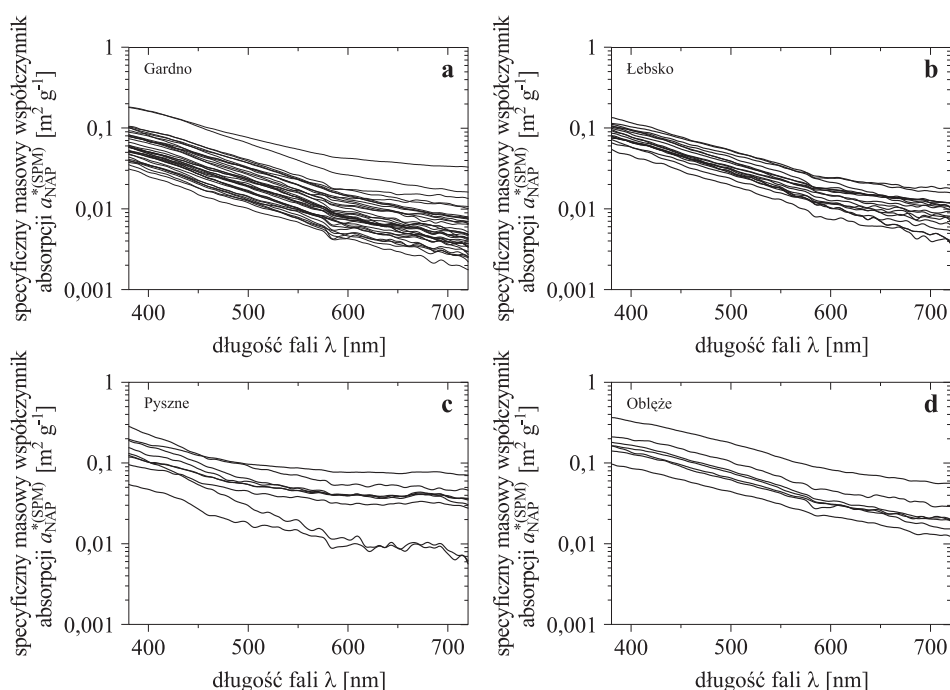 specyficzny masowy współczynnik
absorpcji a*(SPM)NAP [m2 g-1]
1
0,1
0,01
0,001
Gardno
a
400
500
600
700
długość fali λ [nm]
specyficzny masowy współczynnik
absorpcji a*(SPM)NAP [m2 g-1]
1
0,1
0,01
0,001
Łebsko
b
400
500
600
700
długość fali λ [nm]
specyficzny masowy współczynnik
absorpcji a*(SPM)NAP [m2 g-1]
1
0,1
0,01
0,001
Pyszne
c
400
500
600
700
długość fali λ [nm]
specyficzny masowy współczynnik
absorpcji a*(SPM)NAP [m2 g-1]
1
0,1
0,01
0,001
Oblęże
d
400
500
600
700
długość fali λ [nm]